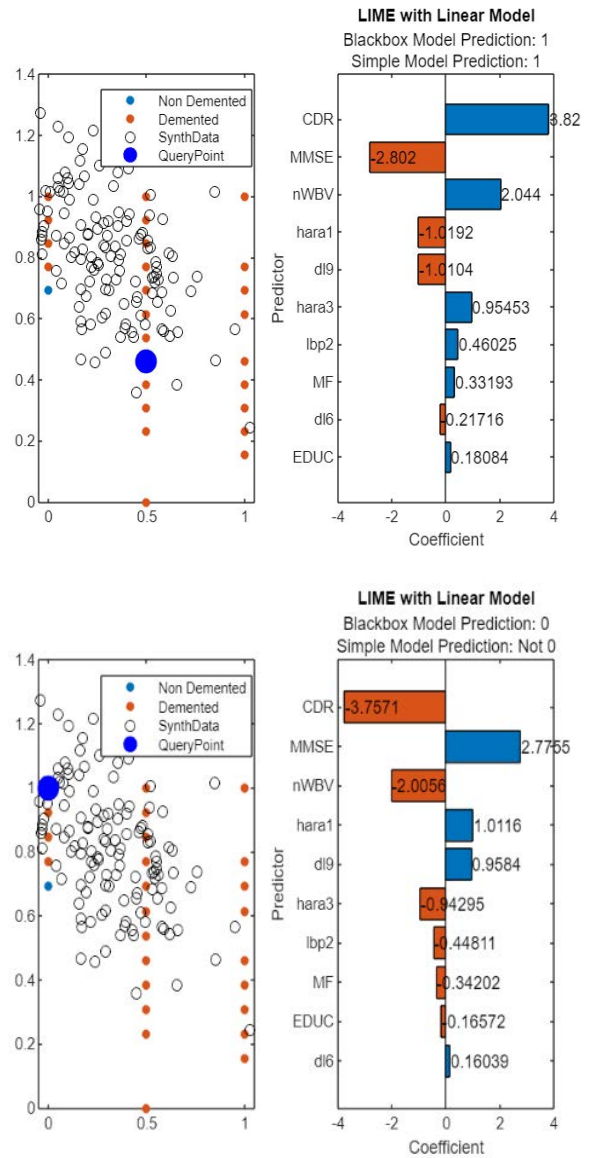 LIME with Linear Model
Blackbox Model Prediction: 1
Simple Model Prediction: 1
1.4
1.2
1
0.8
0.6
0.4
0.2
0
0
0.5
1
Non Demented
Demented
SynthData
QueryPoint
Predictor
CDR
MMSE
nWBV
hara1
dl9
hara3
lbp2
MF
dl6
EDUC
3.82
-2.802
2.044
-1.0192
-1.0104
0.95453
0.46025
0.33193
-0.21716
0.18084
-4
-2
0
2
4
Coefficient
LIME with Linear Model
Blackbox Model Prediction: 0
Simple Model Prediction: Not 0
1.4
1.2
1
0.8
0.6
0.4
0.2
0
0
0.5
1
Non Demented
Demented
SynthData
QueryPoint
Predictor
CDR
MMSE
nWBV
hara1
dl9
hara3
lbp2
MF
EDUC
dl6
-3.7571
2.7755
-2.0056
1.0116
0.9584
-0.94295
-0.44811
-0.34202
-0.16572
0.16039
-4
-2
0
2
4
Coefficient